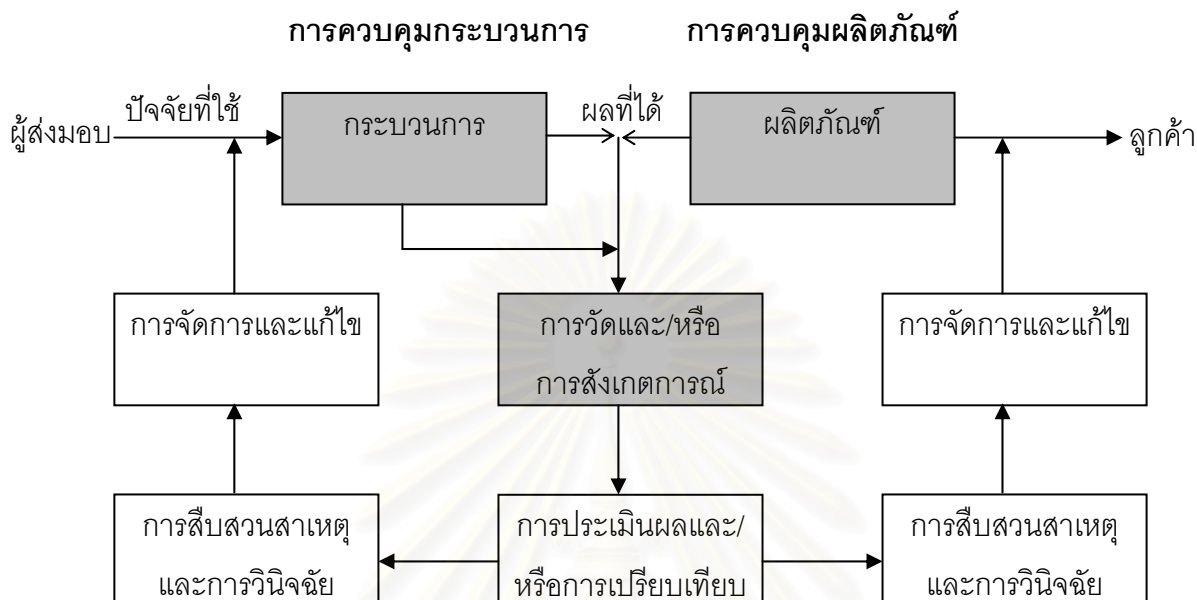 การควบคุมกระบวนการ การควบคุมผลิตภัณฑ์
ผู้ส่งมอบ ปัจจัยที่ใช้ กระบวนการ ผลที่ได้ ผลิตภัณฑ์ ลูกค้า
การจัดการและแก้ไข
การวัดและ/หรือ
การสังเกตการณ์
การจัดการและแก้ไข
การสืบสวนสาเหตุ
และการวินิจฉัย
การประเมินผลและ/
หรือการเปรียบเทียบ
การสืบสวนสาเหตุ
และการวินิจฉัย